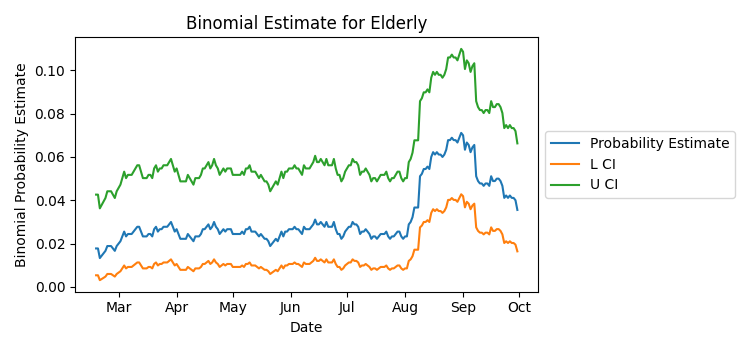 Binomial Estimate for Elderly
Binomial Probability Estimate
0.10
0.08
0.06
0.04
0.02
0.00
Mar Apr May Jun Jul Aug Sep Oct
Date
Probability Estimate
L CI
U CI